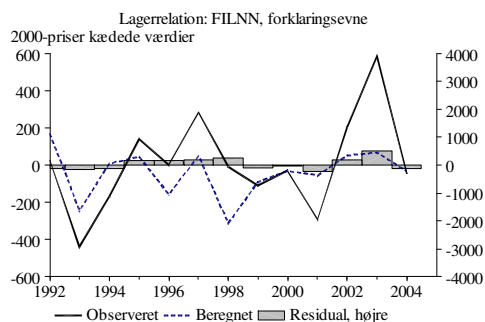 Lagerrelation: FILNN, forklaringsevne
2000-priser kædede værdier
600 4000
400 3000
200 2000
0 1000
-200 0
-400 -1000
-600 -2000
-3000
-4000
1992 1994 1996 1998 2000 2002 2004
Observeret Beregnet Residual, højre